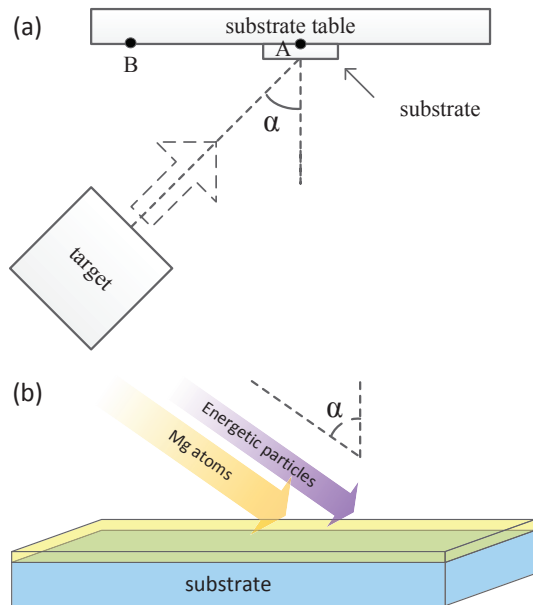 (a)
substrate table
A
B
α
substrate
target
(b)
α
Energetic particles
Mg atoms
substrate